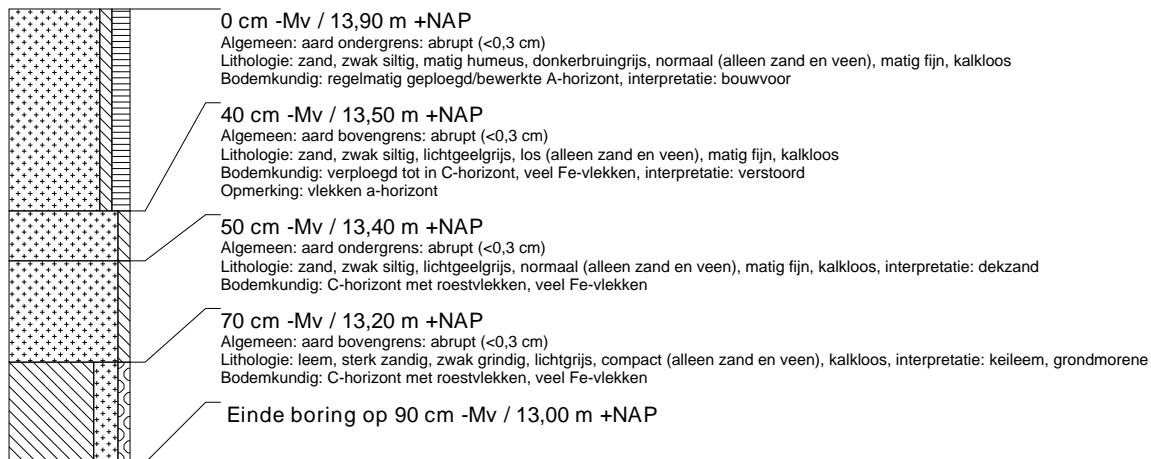 0 cm -Mv / 13,90 m +NAP
Algemeen: aard ondergrens: abrupt (<0,3 cm)
Lithologie: zand, zwak siltig, matig humeus, donkerbruingrijs, normaal (alleen zand en veen), matig fijn, kalkloos
Bodemkundig: regelmatig geploegd/bewerkte A-horizont, interpretatie: bouwvoor
40 cm -Mv / 13,50 m +NAP
Algemeen: aard bovengrens: abrupt (<0,3 cm)
Lithologie: zand, zwak siltig, lichtgeelgrijs, los (alleen zand en veen), matig fijn, kalkloos
Bodemkundig: verploegd tot in C-horizont, veel Fe-vlekken, interpretatie: verstoord
Opmerking: vlekken a-horizont
50 cm -Mv / 13,40 m +NAP
Algemeen: aard ondergrens: abrupt (<0,3 cm)
Lithologie: zand, zwak siltig, lichtgeelgrijs, normaal (alleen zand en veen), matig fijn, kalkloos, interpretatie: dekzand
Bodemkundig: C-horizont met roestvlekken, veel Fe-vlekken
70 cm -Mv / 13,20 m +NAP
Algemeen: aard bovengrens: abrupt (<0,3 cm)
Lithologie: leem, sterk zandig, zwak grindig, lichtgrijs, compact (alleen zand en veen), kalkloos, interpretatie: keileem, grondmorene
Bodemkundig: C-horizont met roestvlekken, veel Fe-vlekken
Einde boring op 90 cm -Mv / 13,00 m +NAP